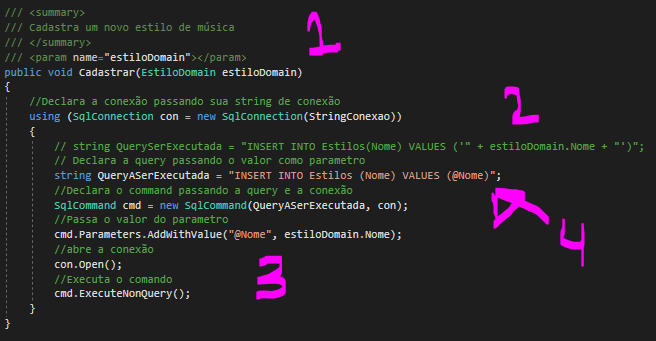 /// <summary>
/// Cadastra um novo estilo de música
/// </summary>
/// <param name="estiloDomain"></param>
1
public void Cadastrar(EstiloDomain estiloDomain)
{
//Declara a conexão passando sua string de conexão
using (SqlConnection con = new SqlConnection(StringConexao))
2
{
// string QuerySerExecutada = "INSERT INTO Estilos(Nome) VALUES ('" + estiloDomain.Nome + "')";
// Declara a query passando o valor como parametro
string QueryASerExecutada = "INSERT INTO Estilos (Nome) VALUES (@Nome)";
//Declara o command passando a query e a conexão
SqlCommand cmd = new SqlCommand(QueryASerExecutada, con);
//Passa o valor do parametro
cmd.Parameters.AddWithValue("@Nome", estiloDomain.Nome);
4
//abre a conexão
con.Open();
//Executa o comando
3
cmd.ExecuteNonQuery();
}
}